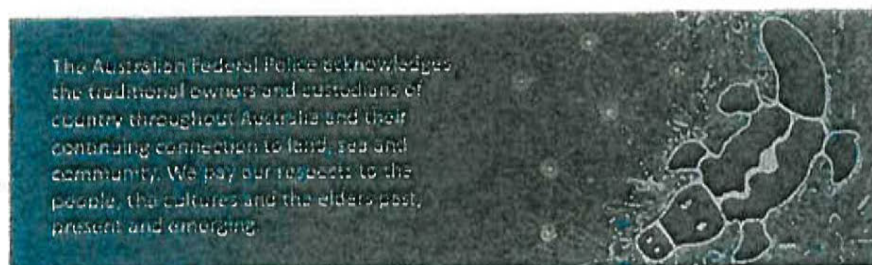 The Australian Federal Police acknowledges
the traditional owners and custodians of
country throughout Australia and their
continuing connection to land, sea and
community. We pay our respects to the
people, the cultures and the elders past,
present and emerging.